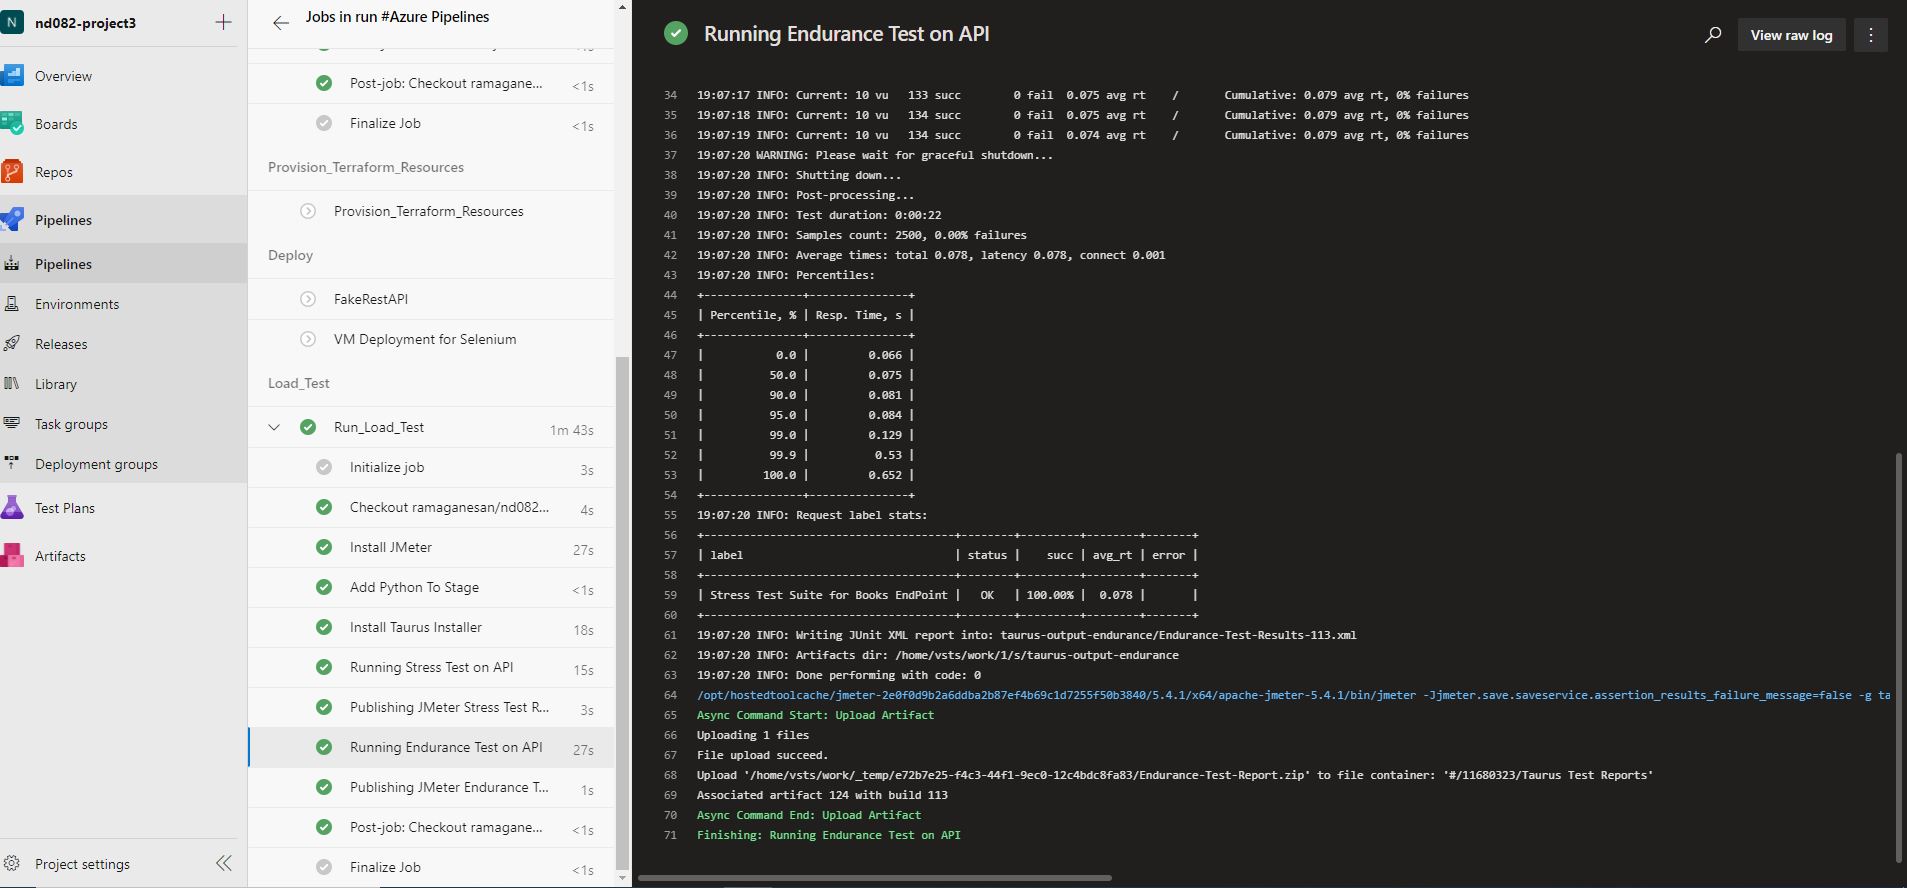 N nd082-project3 +
Overview
Boards
Repos
Pipelines
Pipelines
Environments
Releases
Library
Task groups
Deployment groups
Test Plans
Artifacts
Project settings
Jobs in run #Azure Pipelines
Post-job: Checkout ramagane... <1s
Finalize Job <1s
Provision_Terraform_Resources
Provision_Terraform_Resources
Deploy
FakeRestAPI
VM Deployment for Selenium
Load_Test
Run_Load_Test 1m 43s
Initialize job 3s
Checkout ramaganesan/nd082... 4s
Install JMeter 27s
Add Python To Stage <1s
Install Taurus Installer 18s
Running Stress Test on API 15s
Publishing JMeter Stress Test R... 3s
Running Endurance Test on API 27s
Publishing JMeter Endurance T... 1s
Post-job: Checkout ramagane... <1s
Finalize Job <1s
Running Endurance Test on API
View raw log
34 19:07:17 INFO: Current: 10 vu 133 succ 0 fail 0.075 avg rt / Cumulative: 0.079 avg rt, 0% failures
35 19:07:18 INFO: Current: 10 vu 134 succ 0 fail 0.075 avg rt / Cumulative: 0.079 avg rt, 0% failures
36 19:07:19 INFO: Current: 10 vu 134 succ 0 fail 0.074 avg rt / Cumulative: 0.079 avg rt, 0% failures
37 19:07:20 WARNING: Please wait for graceful shutdown...
38 19:07:20 INFO: Shutting down...
39 19:07:20 INFO: Post-processing...
40 19:07:20 INFO: Test duration: 0:00:22
41 19:07:20 INFO: Samples count: 2500, 0.00% failures
42 19:07:20 INFO: Average times: total 0.078, latency 0.078, connect 0.001
43 19:07:20 INFO: Percentiles:
44 +---------------+---------------+
45 | Percentile, % | Resp. Time, s |
46 +---------------+---------------+
47 | 0.0 | 0.066 |
48 | 50.0 | 0.075 |
49 | 90.0 | 0.081 |
50 | 95.0 | 0.084 |
51 | 99.0 | 0.129 |
52 | 99.9 | 0.53 |
53 | 100.0 | 0.652 |
54 +---------------+---------------+
55 19:07:20 INFO: Request label stats:
56 +--------------------------------------+--------+---------+--------+-------+
57 | label | status | succ | avg_rt | error |
58 +--------------------------------------+--------+---------+--------+-------+
59 | Stress Test Suite for Books EndPoint | OK | 100.00% | 0.078 | |
60 +--------------------------------------+--------+---------+--------+-------+
61 19:07:20 INFO: Writing JUnit XML report into: taurus-output-endurance/Endurance-Test-Results-113.xml
62 19:07:20 INFO: Artifacts dir: /home/vsts/work/1/s/taurus-output-endurance
63 19:07:20 INFO: Done performing with code: 0
64 /opt/hostedtoolcache/jmeter-2e0f0d9b2a6ddba2b87ef4b69c1d7255f50b3840/5.4.1/x64/apache-jmeter-5.4.1/bin/jmeter -Jjmeter.save.saveservice.assertion_results_failure_message=false -g ta
65 Async Command Start: Upload Artifact
66 Uploading 1 files
67 File upload succeed.
68 Upload '/home/vsts/work/_temp/e72b7e25-f4c3-44f1-9ec0-12c4bdc8fa83/Endurance-Test-Report.zip' to file container: '#/11680323/Taurus Test Reports'
69 Associated artifact 124 with build 113
70 Async Command End: Upload Artifact
71 Finishing: Running Endurance Test on API